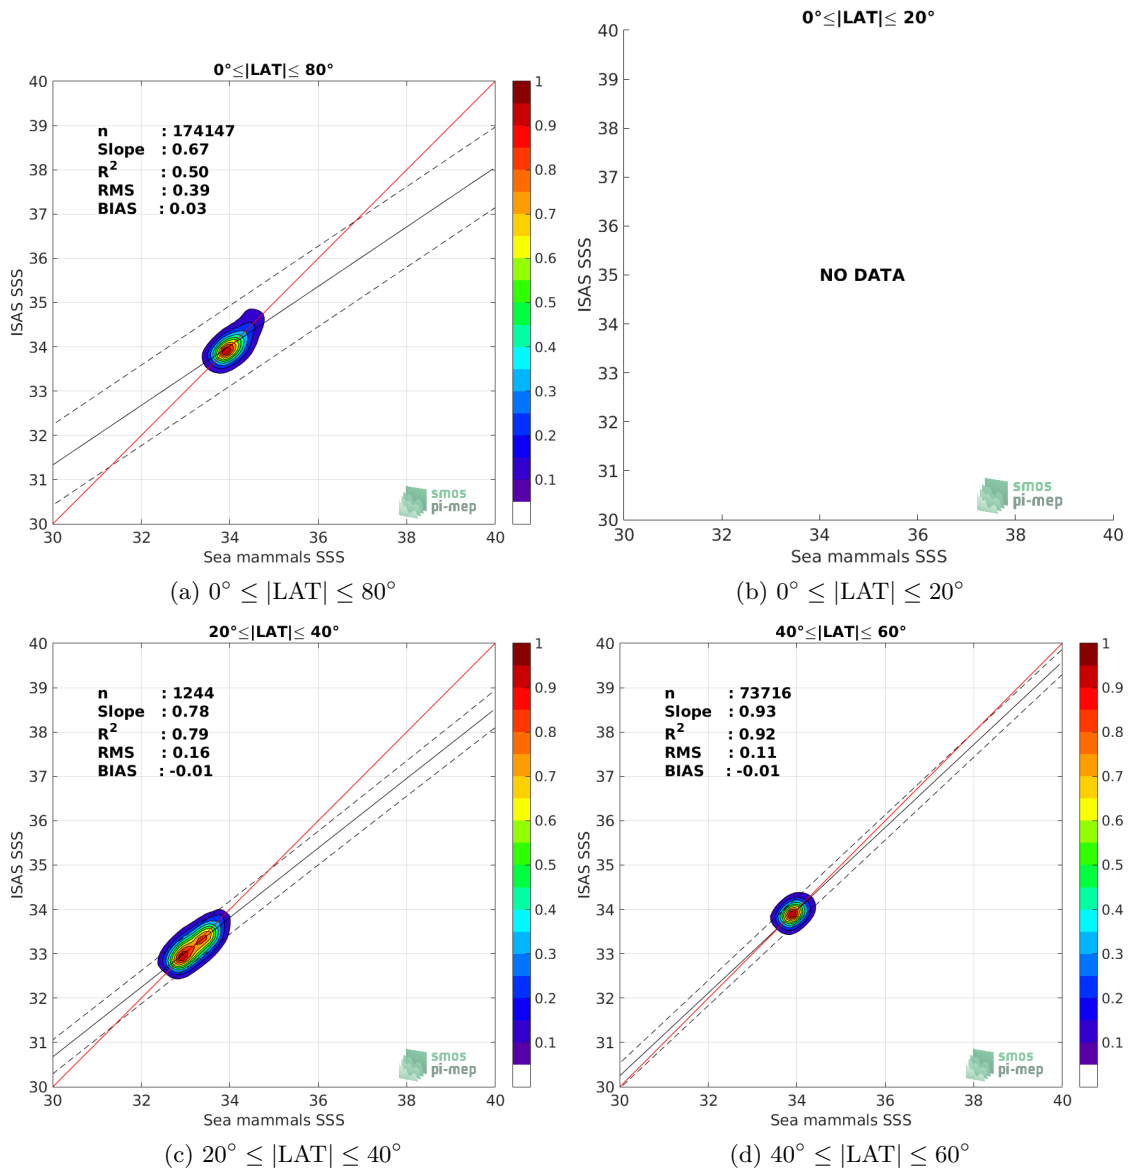 0°≤|LAT|≤ 80°
40
39
38
37
36
35
34
33
32
31
30
30 32 34 36 38 40
ISAS SSS
Sea mammals SSS
n : 174147
Slope : 0.67
R² : 0.50
RMS : 0.39
BIAS : 0.03
1
0.9
0.8
0.7
0.6
0.5
0.4
0.3
0.2
0.1
smos
pi-mep
(a) 0° ≤ |LAT| ≤ 80°
0°≤|LAT|≤ 20°
40
39
38
37
36
35
34
33
32
31
30
30 32 34 36 38 40
ISAS SSS
Sea mammals SSS
NO DATA
smos
pi-mep
(b) 0° ≤ |LAT| ≤ 20°
20°≤|LAT|≤ 40°
40
39
38
37
36
35
34
33
32
31
30
30 32 34 36 38 40
ISAS SSS
Sea mammals SSS
n : 1244
Slope : 0.78
R² : 0.79
RMS : 0.16
BIAS : -0.01
1
0.9
0.8
0.7
0.6
0.5
0.4
0.3
0.2
0.1
smos
pi-mep
(c) 20° ≤ |LAT| ≤ 40°
40°≤|LAT|≤ 60°
40
39
38
37
36
35
34
33
32
31
30
30 32 34 36 38 40
ISAS SSS
Sea mammals SSS
n : 73716
Slope : 0.93
R² : 0.92
RMS : 0.11
BIAS : -0.01
1
0.9
0.8
0.7
0.6
0.5
0.4
0.3
0.2
0.1
smos
pi-mep
(d) 40° ≤ |LAT| ≤ 60°